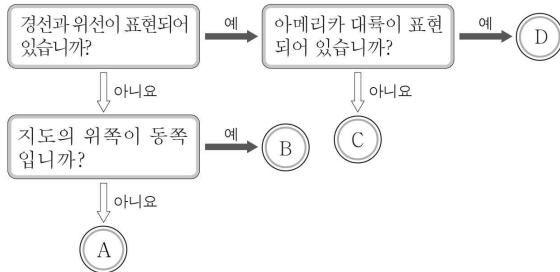 경선과 위선이 표현되어
있습니까?
예
아메리카 대륙이 표현
되어 있습니까?
예
D
아니요
아니요
지도의 위쪽이 동쪽
입니까?
예
B
C
아니요
A